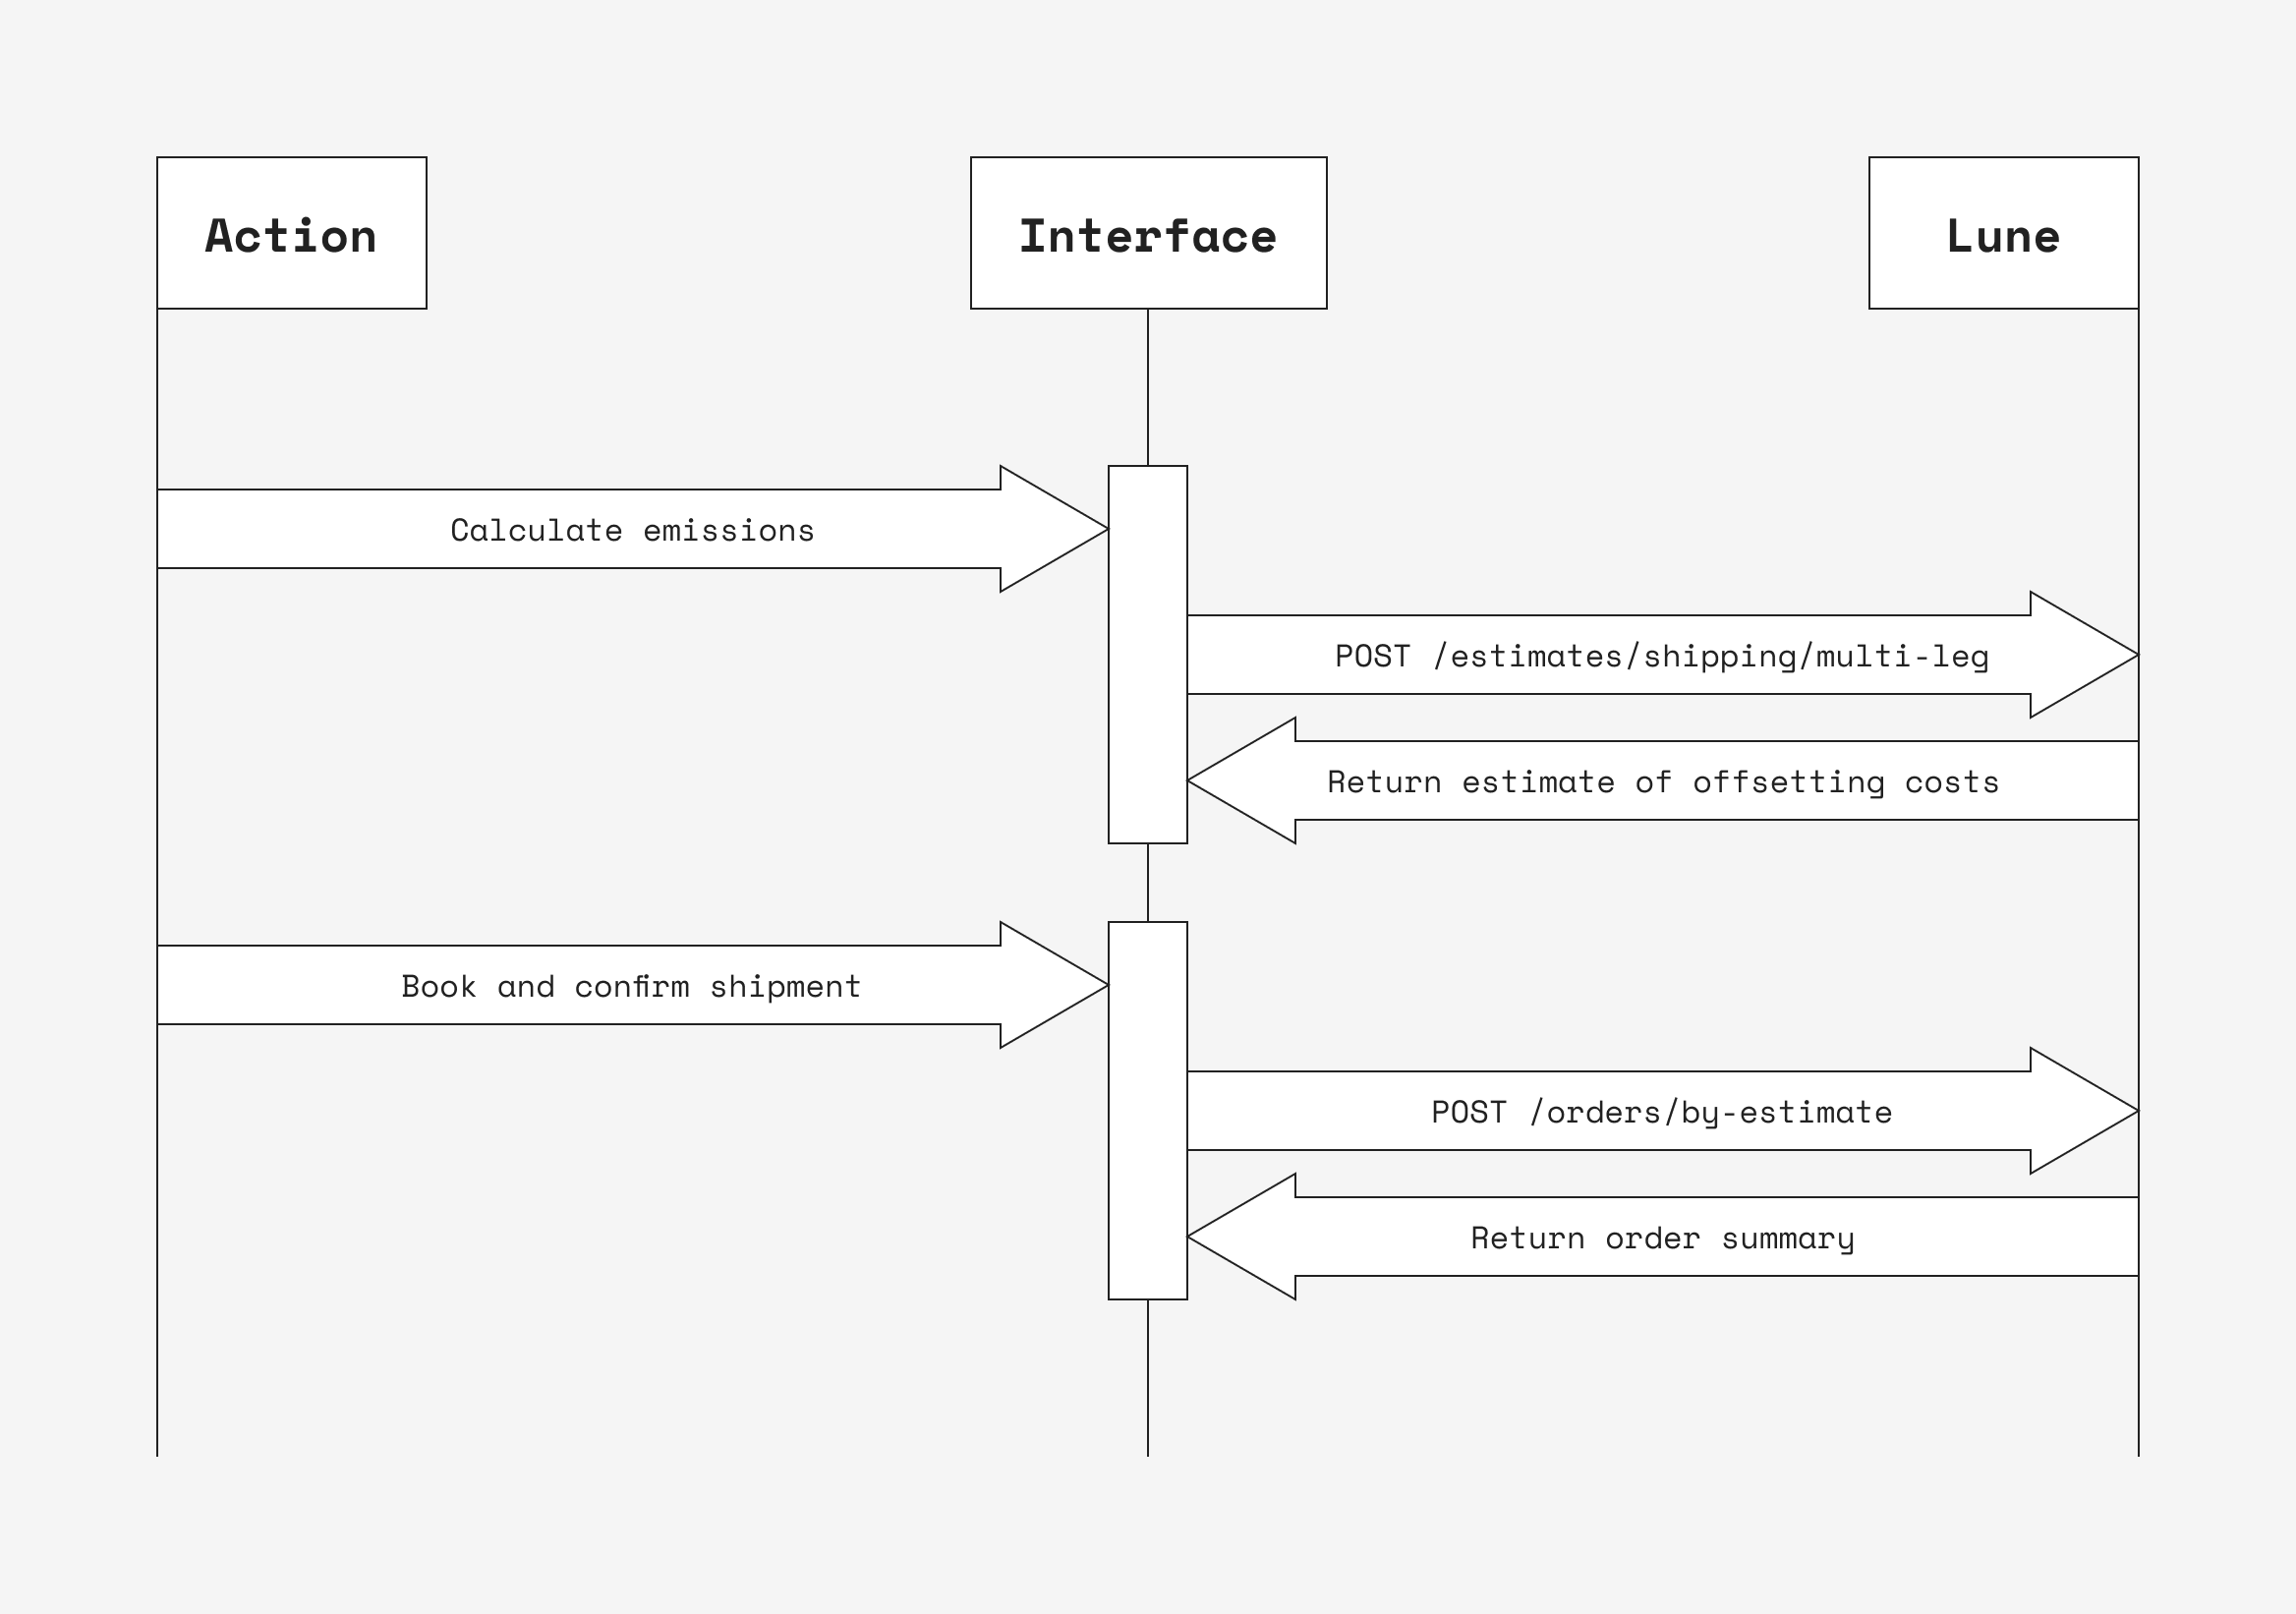 Action
Interface
Lune
Calculate emissions
POST /estimates/shipping/multi-leg
Return estimate of offsetting costs
Book and confirm shipment
POST /orders/by-estimate
Return order summary